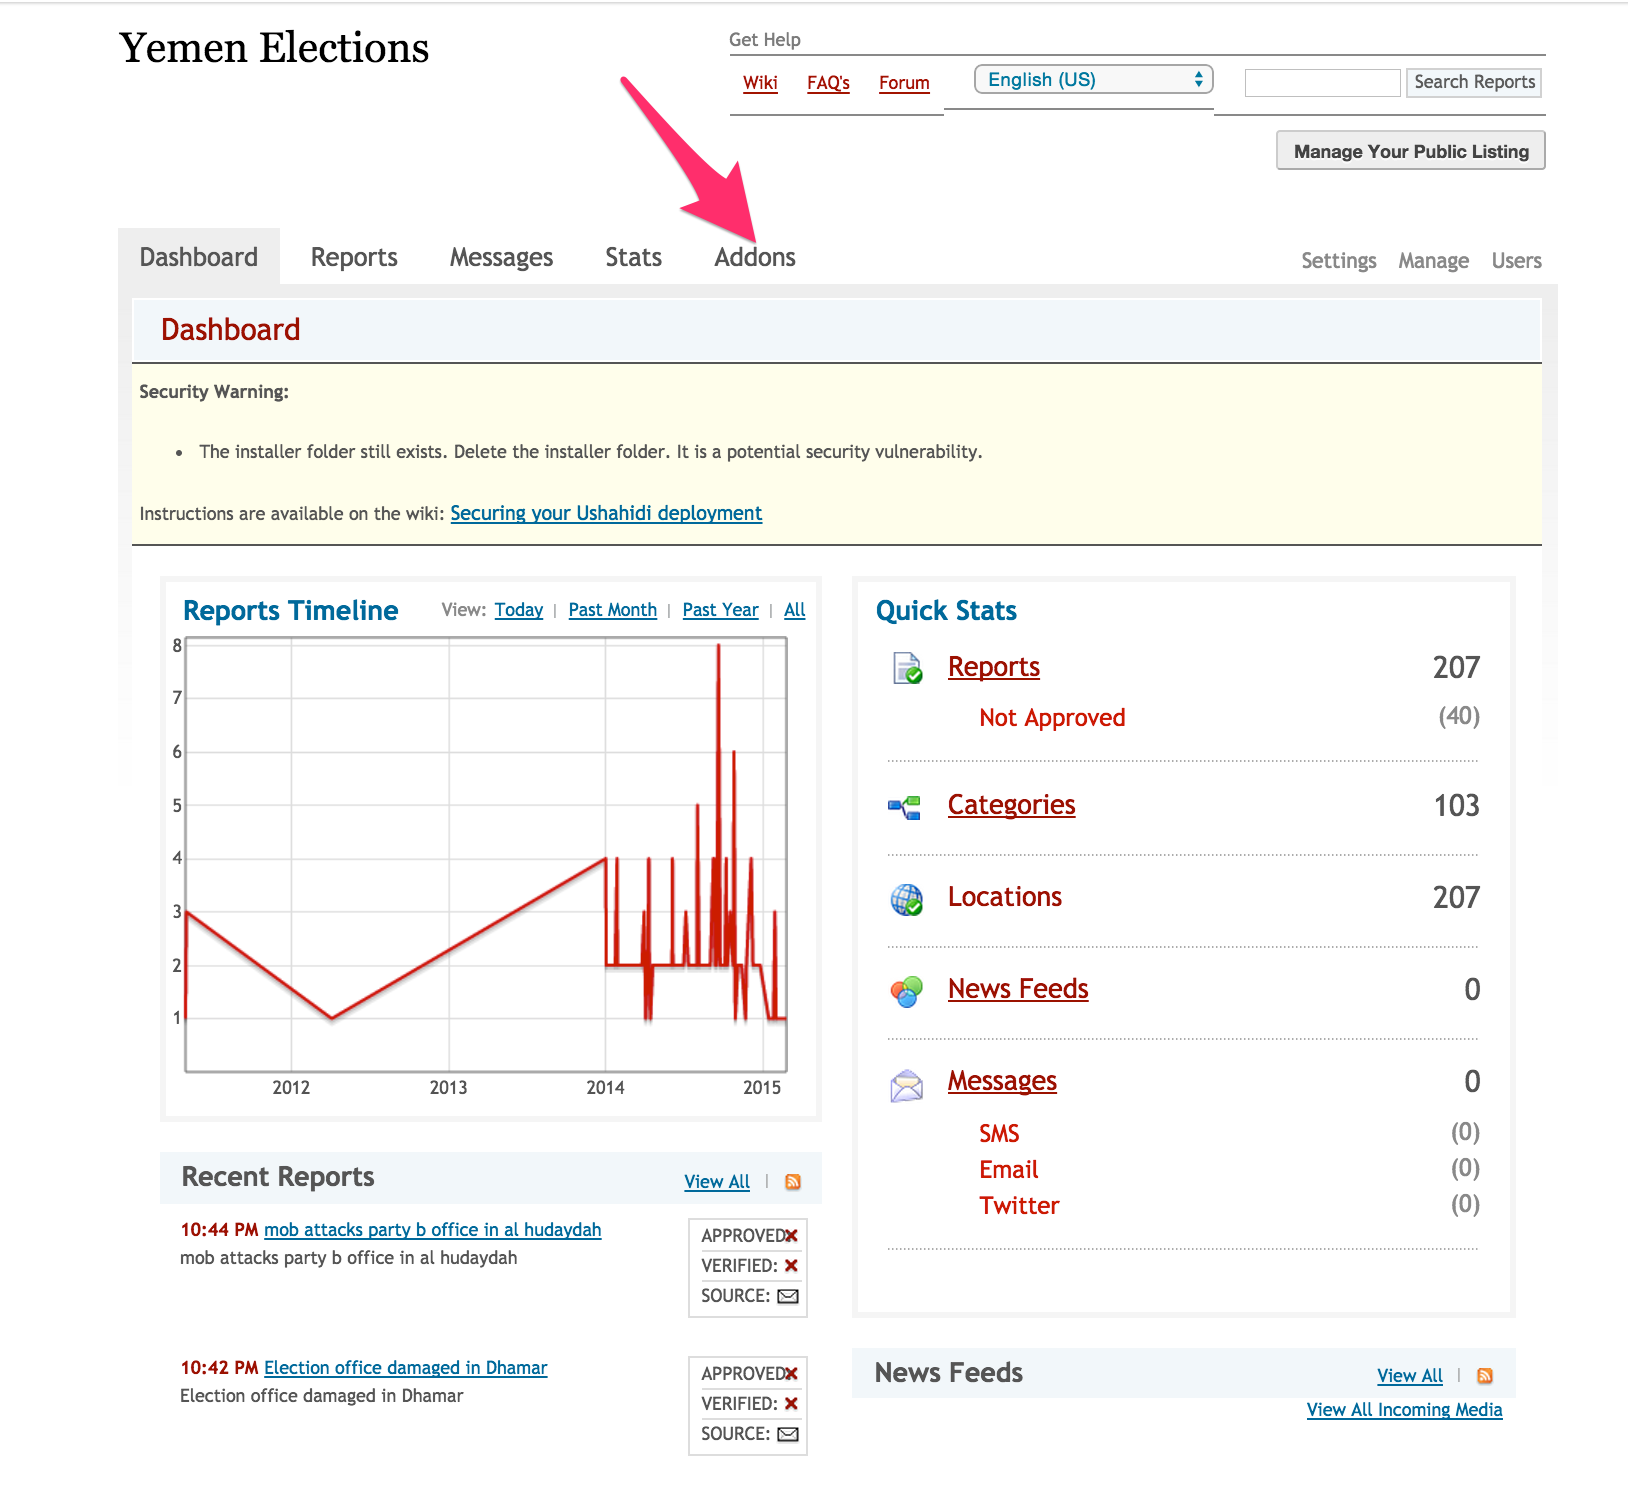 Yemen Elections
Get Help
Wiki FAQ's Forum English (US) Search Reports
Manage Your Public Listing
Dashboard Reports Messages Stats Addons Settings Manage Users
Dashboard
Security Warning:
• The installer folder still exists. Delete the installer folder. It is a potential security vulnerability.
Instructions are available on the wiki: Securing your Ushahidi deployment
Reports Timeline View: Today | Past Month | Past Year | All
8
7
6
5
4
3
2
1
2012 2013 2014 2015
Quick Stats
Reports 207
Not Approved (40)
Categories 103
Locations 207
News Feeds 0
Messages 0
SMS (0)
Email (0)
Twitter (0)
Recent Reports View All |
10:44 PM mob attacks party b office in al hudaydah
mob attacks party b office in al hudaydah
APPROVED:
VERIFIED:
SOURCE:
10:42 PM Election office damaged in Dhamar
Election office damaged in Dhamar
APPROVED:
VERIFIED:
SOURCE:
News Feeds View All |
View All Incoming Media